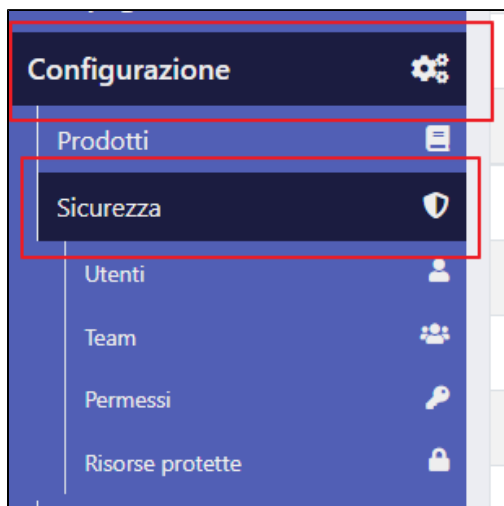 Configurazione
Prodotti
Sicurezza
Utenti
Team
Permessi
Risorse protette